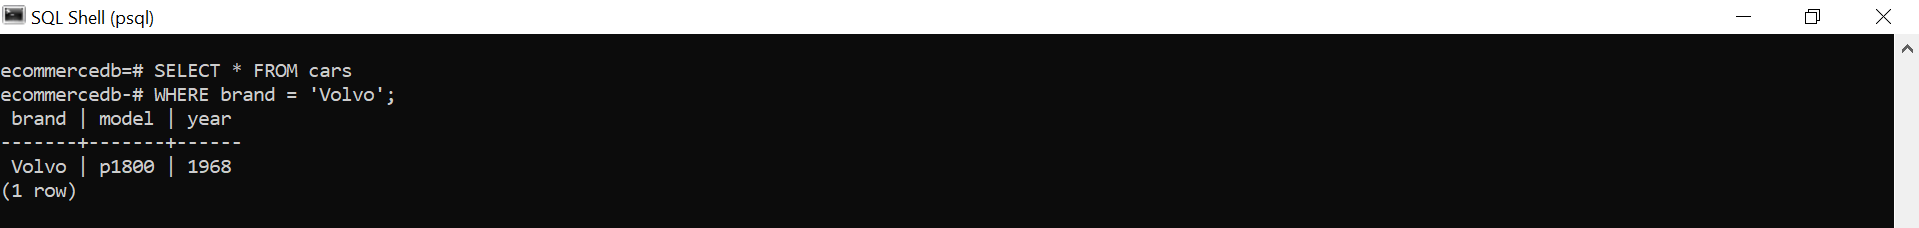 SQL Shell (psql)
ecommercedb=# SELECT * FROM cars
ecommercedb-# WHERE brand = 'Volvo';
 brand | model | year
-------+-------+------
 Volvo | p1800 | 1968
(1 row)